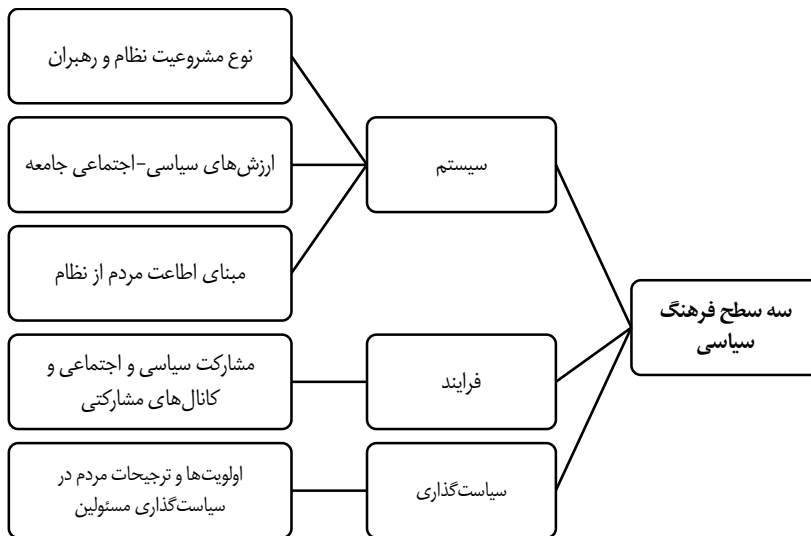 سه سطح فرهنگ
سیاسی
سیستم
نوع مشروعیت نظام و رهبران
ارزش‌های سیاسی-اجتماعی جامعه
مبنای اطاعت مردم از نظام
فرایند
مشارکت سیاسی و اجتماعی و
کانال‌های مشارکتی
سیاست‌گذاری
اولویت‌ها و ترجیحات مردم در
سیاست‌گذاری مسئولین